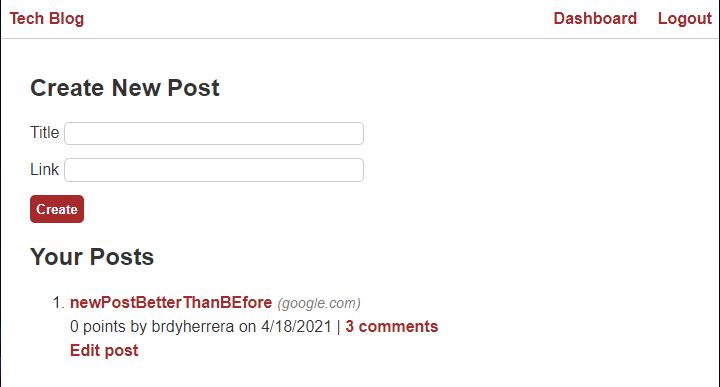 Tech Blog Dashboard Logout
Create New Post
Title
Link
Create
Your Posts
1. newPostBetterThanBEfore (google.com)
0 points by brdyherrera on 4/18/2021 | 3 comments
Edit post